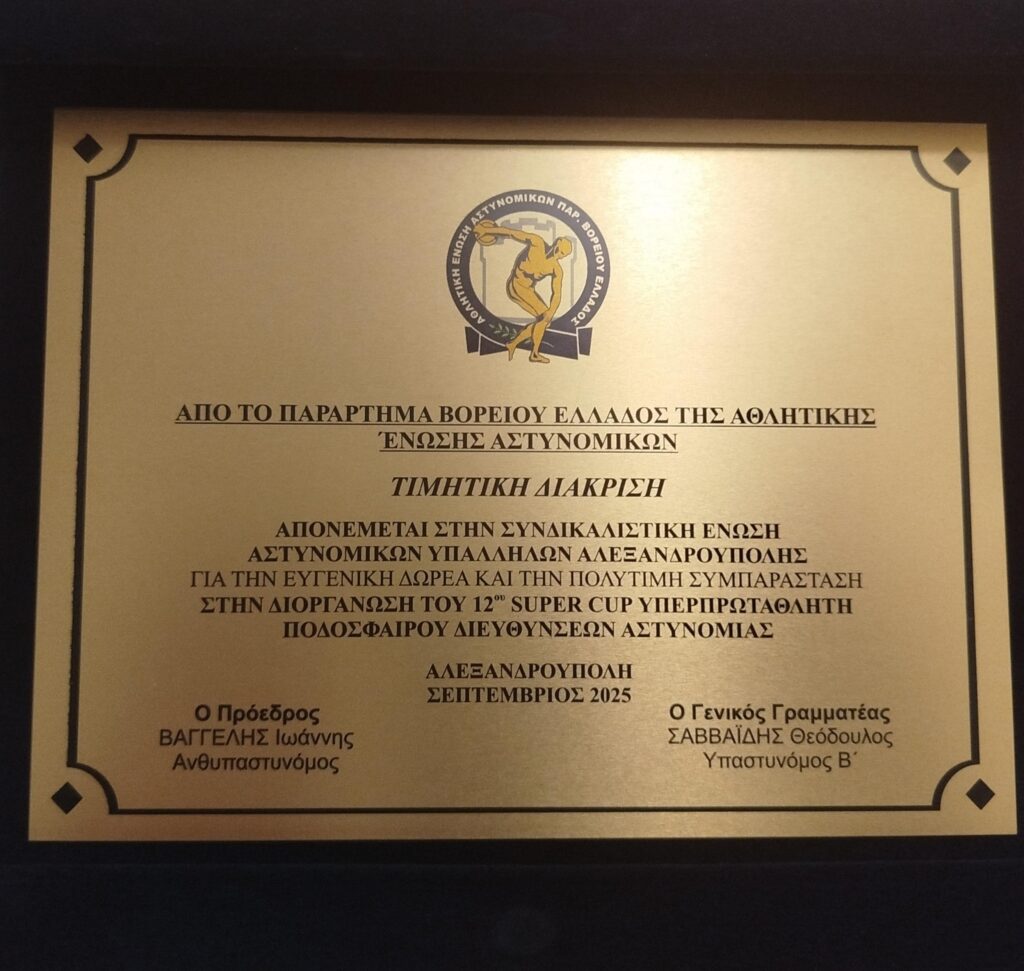 ΑΘΛΗΤΙΚΗ ΕΝΩΣΗ ΑΣΤΥΝΟΜΙΚΩΝ ΠΑΡ. ΒΟΡΕΙΟΥ ΕΛΛΑΔΟΣ
ΑΠΟ ΤΟ ΠΑΡΑΡΤΗΜΑ ΒΟΡΕΙΟΥ ΕΛΛΑΔΟΣ ΤΗΣ ΑΘΛΗΤΙΚΗΣ
ΈΝΩΣΗΣ ΑΣΤΥΝΟΜΙΚΩΝ
ΤΙΜΗΤΙΚΗ ΔΙΑΚΡΙΣΗ
ΑΠΟΝΕΜΕΤΑΙ ΣΤΗΝ ΣΥΝΔΙΚΑΛΙΣΤΙΚΗ ΕΝΩΣΗ
ΑΣΤΥΝΟΜΙΚΩΝ ΥΠΑΛΛΗΛΩΝ ΑΛΕΞΑΝΔΡΟΥΠΟΛΗΣ
ΓΙΑ ΤΗΝ ΕΥΓΕΝΙΚΗ ΔΩΡΕΑ ΚΑΙ ΤΗΝ ΠΟΛΥΤΙΜΗ ΣΥΜΠΑΡΑΣΤΑΣΗ
ΣΤΗΝ ΔΙΟΡΓΑΝΩΣΗ ΤΟΥ 12ου SUPER CUP ΥΠΕΡΠΡΩΤΑΘΛΗΤΗ
ΠΟΔΟΣΦΑΙΡΟΥ ΔΙΕΥΘΥΝΣΕΩΝ ΑΣΤΥΝΟΜΙΑΣ
ΑΛΕΞΑΝΔΡΟΥΠΟΛΗ
ΣΕΠΤΕΜΒΡΙΟΣ 2025
Ο Πρόεδρος
ΒΑΓΓΕΛΗΣ Ιωάννης
Ανθυπαστυνόμος
Ο Γενικός Γραμματέας
ΣΑΒΒΑΪΔΗΣ Θεόδουλος
Υπαστυνόμος Β΄